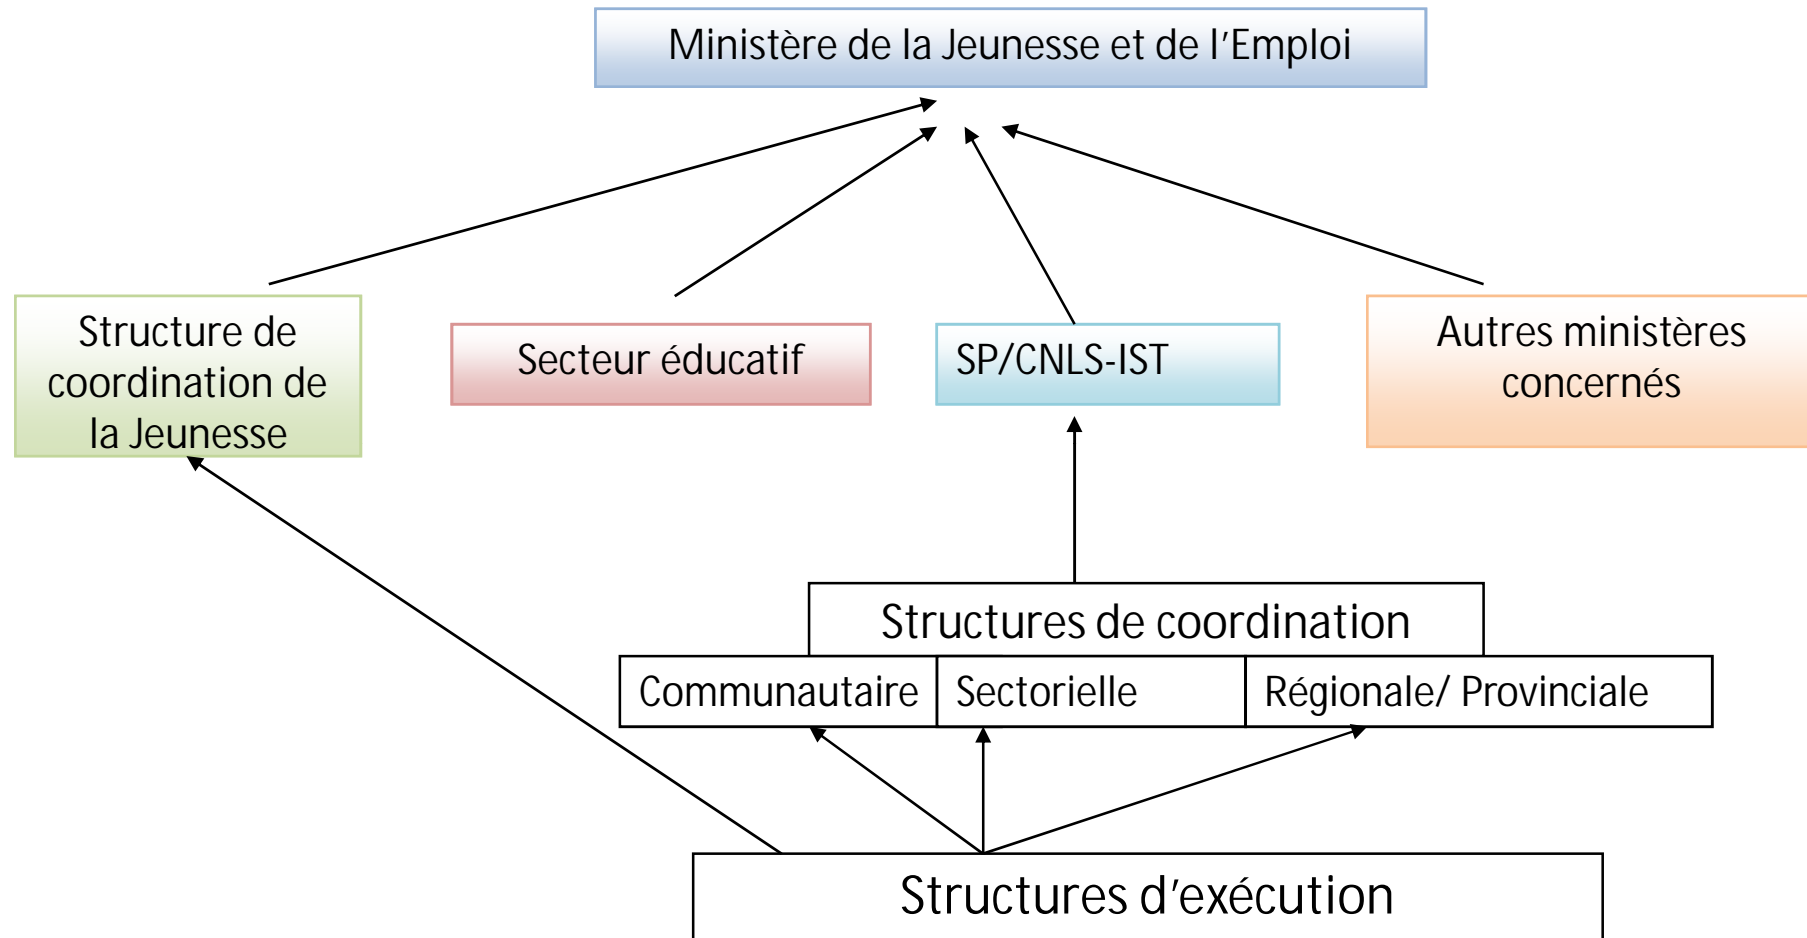 Ministère de la Jeunesse et de l’Emploi
Structure de
coordination de
la Jeunesse
Secteur éducatif
SP/CNLS-IST
Autres ministères
concernés
Structures de coordination
Communautaire
Sectorielle
Régionale/ Provinciale
Structures d’exécution